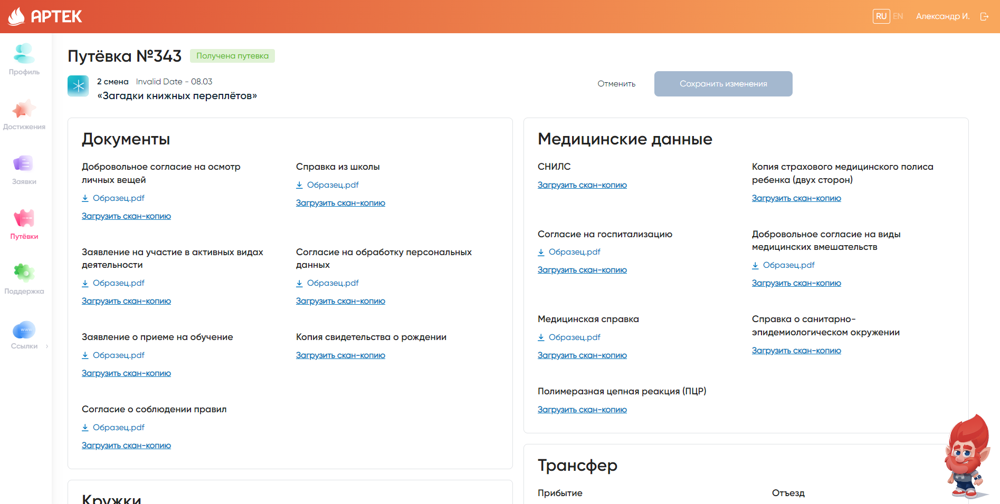 АРТЕК
RU EN Александр И.
Профиль
Достижения
Заявки
Путёвки
Поддержка
www
Ссылки
Путёвка №343 Получена путевка
2 смена Invalid Date - 08.03
«Загадки книжных переплётов»
Отменить
Сохранить изменения
Документы
Добровольное согласие на осмотр
личных вещей
Образец.pdf
Загрузить скан-копию
Справка из школы
Образец.pdf
Загрузить скан-копию
Заявление на участие в активных видах
деятельности
Образец.pdf
Загрузить скан-копию
Согласие на обработку персональных
данных
Образец.pdf
Загрузить скан-копию
Заявление о приеме на обучение
Образец.pdf
Загрузить скан-копию
Копия свидетельства о рождении
Загрузить скан-копию
Согласие о соблюдении правил
Образец.pdf
Загрузить скан-копию
Кружки
Медицинские данные
СНИЛС
Загрузить скан-копию
Копия страхового медицинского полиса
ребенка (двух сторон)
Загрузить скан-копию
Согласие на госпитализацию
Образец.pdf
Загрузить скан-копию
Добровольное согласие на виды
медицинских вмешательств
Образец.pdf
Загрузить скан-копию
Медицинская справка
Образец.pdf
Загрузить скан-копию
Справка о санитарно-
эпидемиологическом окружении
Загрузить скан-копию
Полимеразная цепная реакция (ПЦР)
Загрузить скан-копию
Трансфер
Прибытие
Отъезд